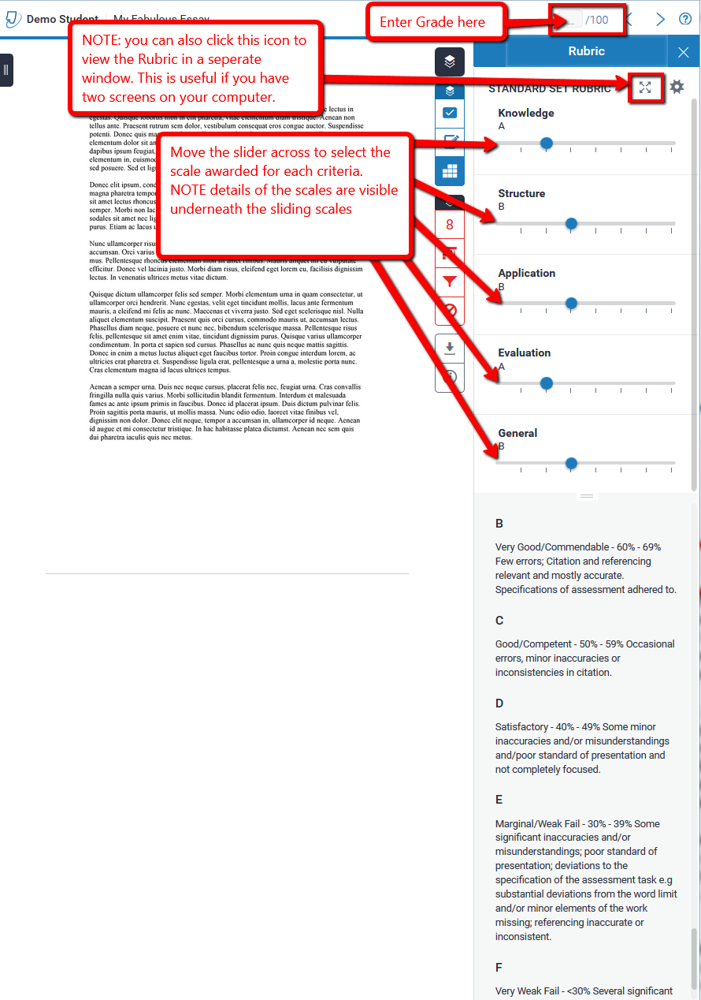 Demo Student My Fabulous Essay
Enter Grade here
/100
NOTE: you can also click this icon to
view the Rubric in a seperate
window. This is useful if you have
two screens on your computer.
Rubric
STANDARD SET RUBRIC
Knowledge
A
Structure
B
Application
B
Evaluation
A
General
B
Move the slider across to select the
scale awarded for each criteria.
NOTE details of the scales are visible
underneath the sliding scales
8
lectus in
egestas. Quisque lobortis nibh in elit pharetra, vitae elementum diam tristique. Aenean non
tellus ante. Praesent rutrum sem dolor, vestibulum consequat eros congue auctor. Suspendisse
potenti. Donec quis
elementum dolor sit
dapibus ipsum feugiat,
elementum in,
sed posuere. Sed et
Donec elit ipsum,
magna pharetra
sit amet lectus rhoncus
semper. Morbi non
sodales sit amet nec
purus. Etiam ac lacus
Nunc ullamcorper
accumsan. Orci varius
mus. Pellentesque rhoncus elementum nibh sit amet finibus. Mauris aliquet mi eu vulputate
efficitur. Donec vel lacinia justo. Morbi diam risus, eleifend eget lorem eu, facilisis dignissim
lectus. In venenatis ultrices metus vitae dictum.
Quisque dictum ullamcorper felis sed semper. Morbi elementum urna in quam consectetur, ut
ullamcorper orci hendrerit. Nunc egestas, velit eget tincidunt mollis, lacus ante fermentum
mauris, a eleifend mi felis ac nunc. Maecenas et viverra justo. Sed eget scelerisque nisl. Nulla
aliquet elementum suscipit. Praesent quis orci cursus, commodo mauris ut, accumsan lectus.
Phasellus diam neque, posuere et nunc nec, bibendum scelerisque massa. Pellentesque risus
felis, pellentesque sit amet enim vitae, tincidunt dignissim purus. Quisque varius ullamcorper
condimentum. In porta et sapien sed cursus. Phasellus ac nunc quis neque mattis sagittis.
Donec in enim a metus luctus aliquet eget faucibus tortor. Proin congue interdum lorem, ac
ultricies erat pharetra et. Suspendisse ligula erat, pellentesque a urna a, molestie porta nunc.
Cras elementum magna id lacus ultrices tempus.
Aenean a semper urna. Duis nec neque cursus, placerat felis nec, feugiat urna. Cras convallis
fringilla nulla quis varius. Morbi sollicitudin blandit fermentum. Interdum et malesuada
fames ac ante ipsum primis in faucibus. Donec id placerat ipsum. Duis dictum pulvinar felis.
Proin sagittis porta mauris, ut mollis massa. Nunc odio odio, laoreet vitae finibus vel,
dignissim non dolor. Donec elit neque, tempor a accumsan in, ullamcorper id neque. Aenean
id augue et mi consectetur tristique. In hac habitasse platea dictumst. Aenean nec sem quis
dui pharetra iaculis quis nec metus.
B
Very Good/Commendable - 60% - 69%
Few errors; Citation and referencing
relevant and mostly accurate.
Specifications of assessment adhered to.
C
Good/Competent - 50% - 59% Occasional
errors, minor inaccuracies or
inconsistencies in citation.
D
Satisfactory - 40% - 49% Some minor
inaccuracies and/or misunderstandings
and/poor standard of presentation and
not completely focused.
E
Marginal/Weak Fail - 30% - 39% Some
significant inaccuracies and/or
misunderstandings; poor standard of
presentation; deviations to the
specification of the assessment task e.g
substantial deviations from the word limit
and/or minor elements of the work
missing; referencing inaccurate or
inconsistent.
F
Very Weak Fail - <30% Several significant